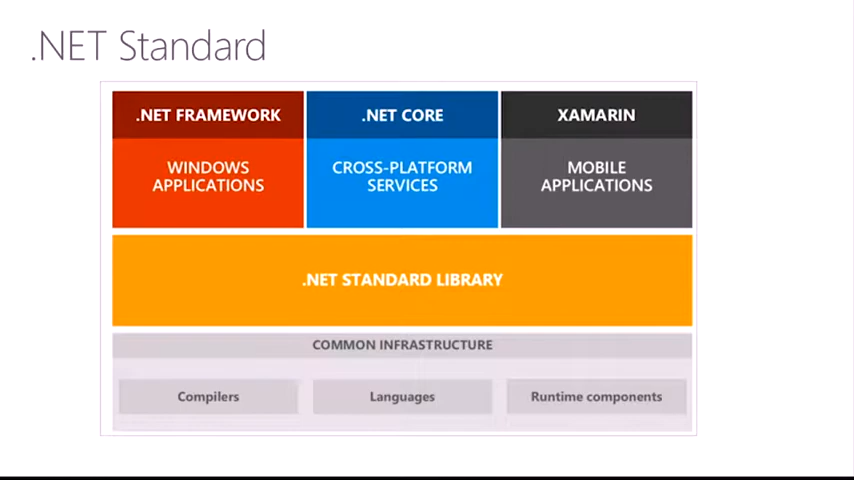 .NET Standard
.NET FRAMEWORK
.NET CORE
XAMARIN
WINDOWS
APPLICATIONS
CROSS-PLATFORM
SERVICES
MOBILE
APPLICATIONS
.NET STANDARD LIBRARY
COMMON INFRASTRUCTURE
Compilers
Languages
Runtime components